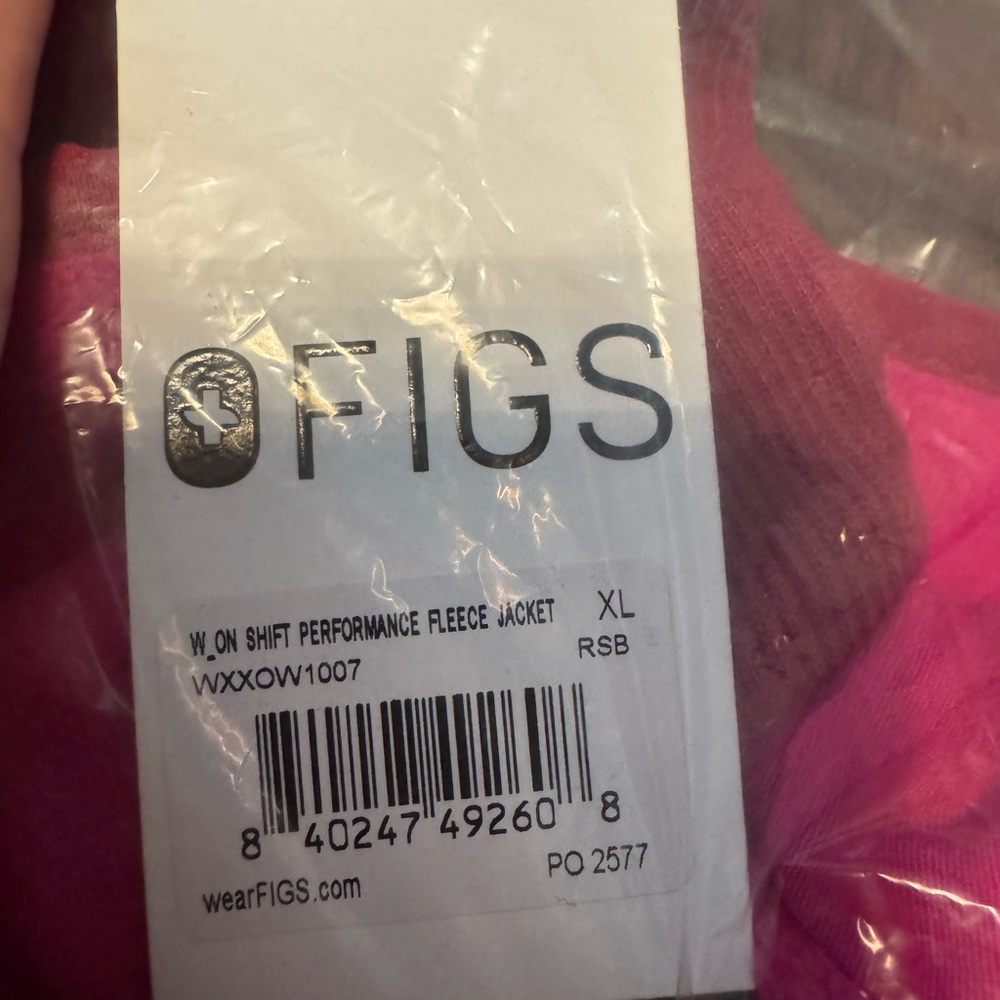 FIGS
W_ON SHIFT PERFORMANCE FLEECE JACKET XL
WXXOW1007 RSB
8 40247 49260 8
PO 2577
wearFIGS.com